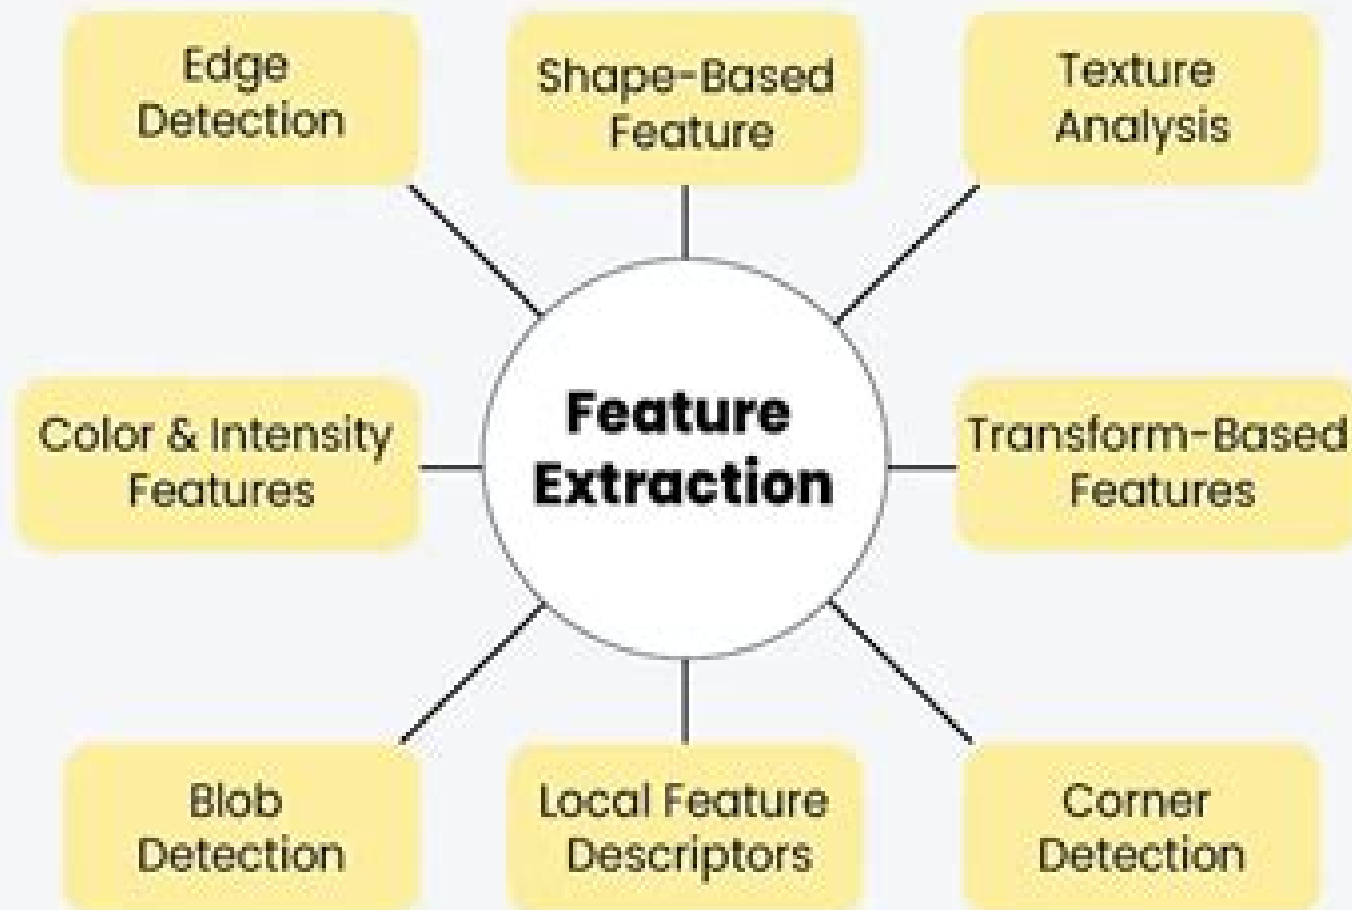 Edge
Detection
Shape-Based
Feature
Texture
Analysis
Color & Intensity
Features
Feature
Extraction
Transform-Based
Features
Blob
Detection
Local Feature
Descriptors
Corner
Detection